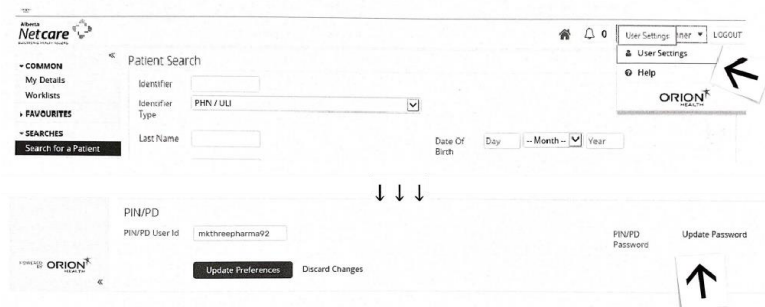 Alberta
Netcare
0
User Settings
ner
LOGOUT
User Settings
Help
ORION
HEALTH
COMMON
My Details
Worklists
FAVOURITES
SEARCHES
Search for a Patient
Patient Search
Identifier
Identifier Type
PHN / ULI
Last Name
Date Of Birth
Day
-- Month --
Year
PIN/PD
PIN/PD User Id
mkthreepharma92
PIN/PD Password
Update Password
POWERED BY ORION
HEALTH
Update Preferences
Discard Changes